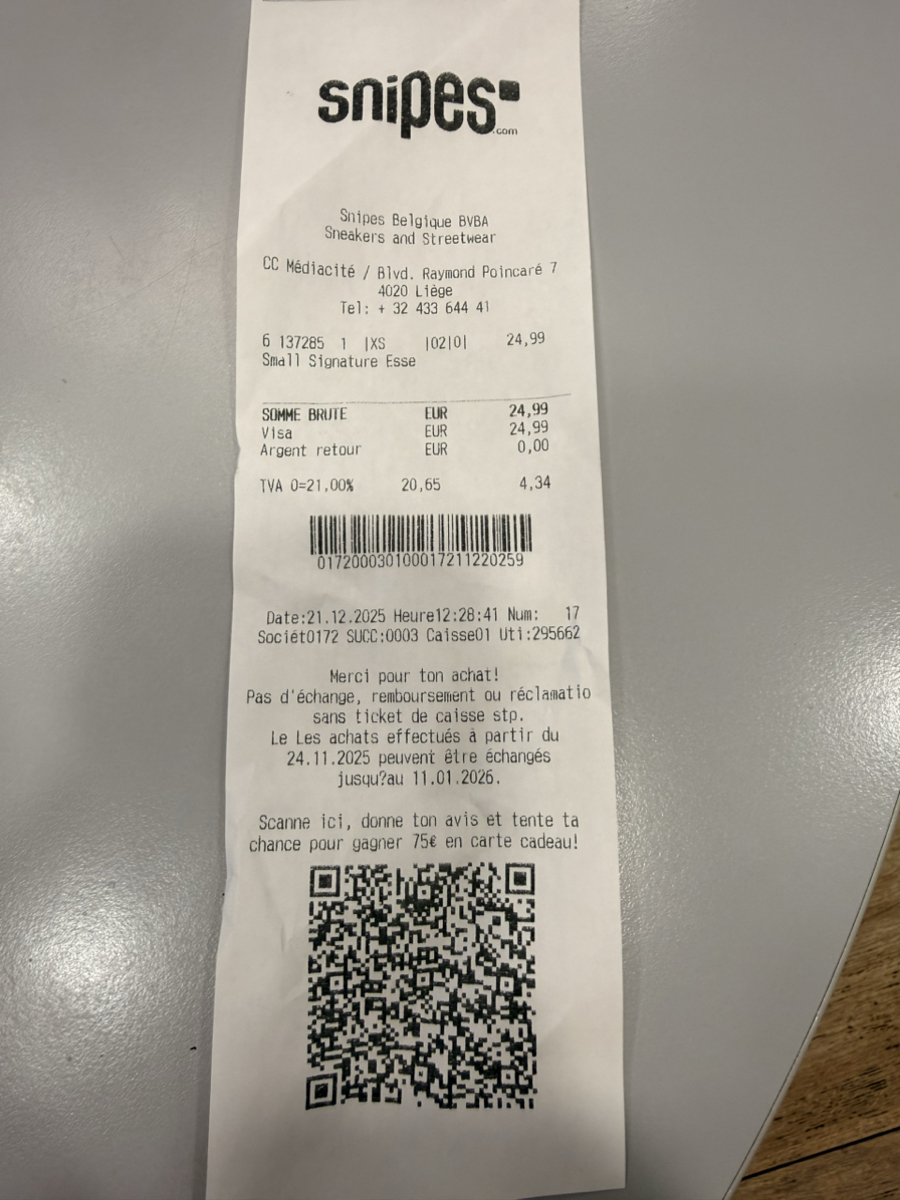 snipes
.com
Snipes Belgique BVBA
Sneakers and Streetwear
CC Médiacité / Blvd. Raymond Poincaré 7
4020 Liège
Tel: + 32 433 644 41
6 137285 1 |XS |02|0| 24,99
Small Signature Esse
SOMME BRUTE EUR 24,99
Visa EUR 24,99
Argent retour EUR 0,00
TVA 0=21,00% 20,65 4,34
017200030100017211220259
Date:21.12.2025 Heure12:28:41 Num: 17
Sociét0172 SUCC:0003 Caisse01 Uti:295662
Merci pour ton achat!
Pas d'échange, remboursement ou réclamatio
sans ticket de caisse stp.
Le Les achats effectués à partir du
24.11.2025 peuvent être échangés
jusqu?au 11.01.2026.
Scanne ici, donne ton avis et tente ta
chance pour gagner 75€ en carte cadeau!